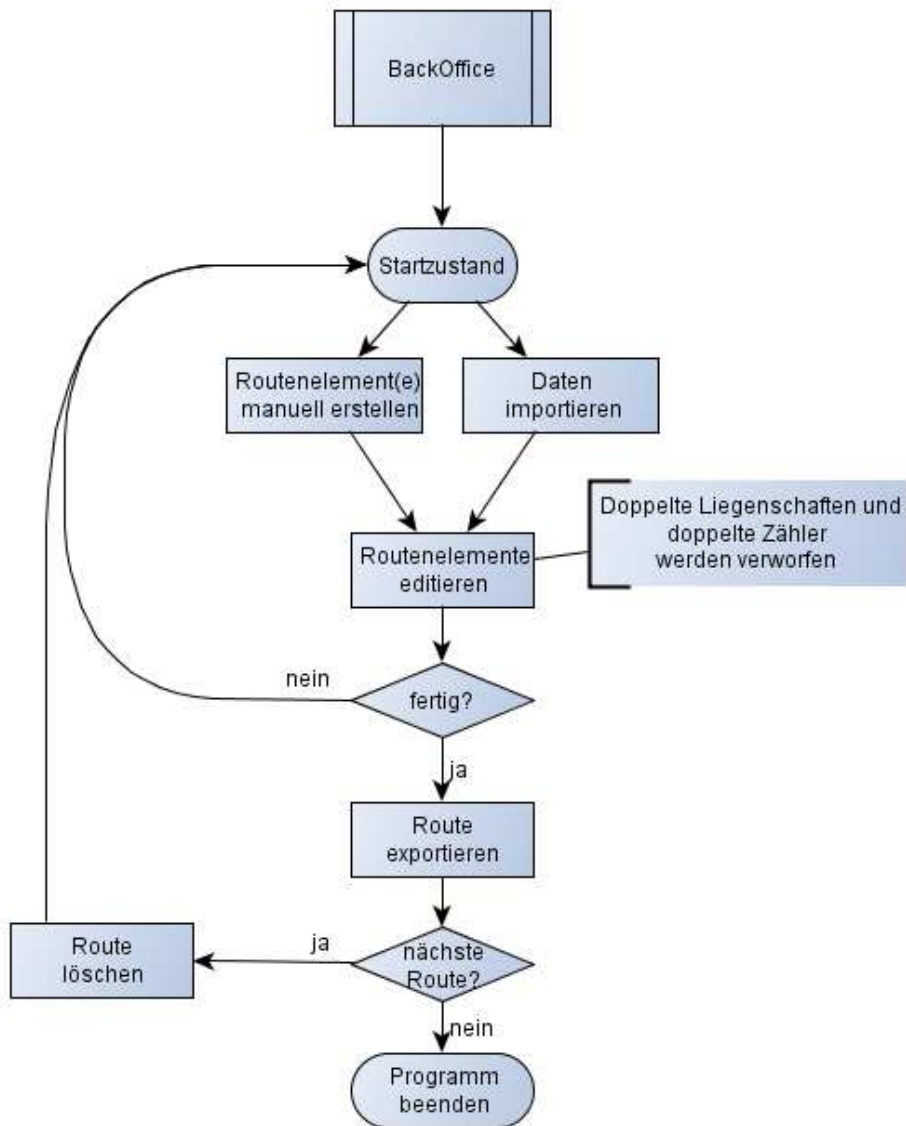 BackOffice
Startzustand
Routenelement(e)
manuell erstellen
Daten
importieren
Doppelte Liegenschaften und
doppelte Zähler
werden verworfen
Routenelemente
editieren
nein
fertig?
ja
Route
exportieren
Route
löschen
ja
nächste
Route?
nein
Programm
beenden